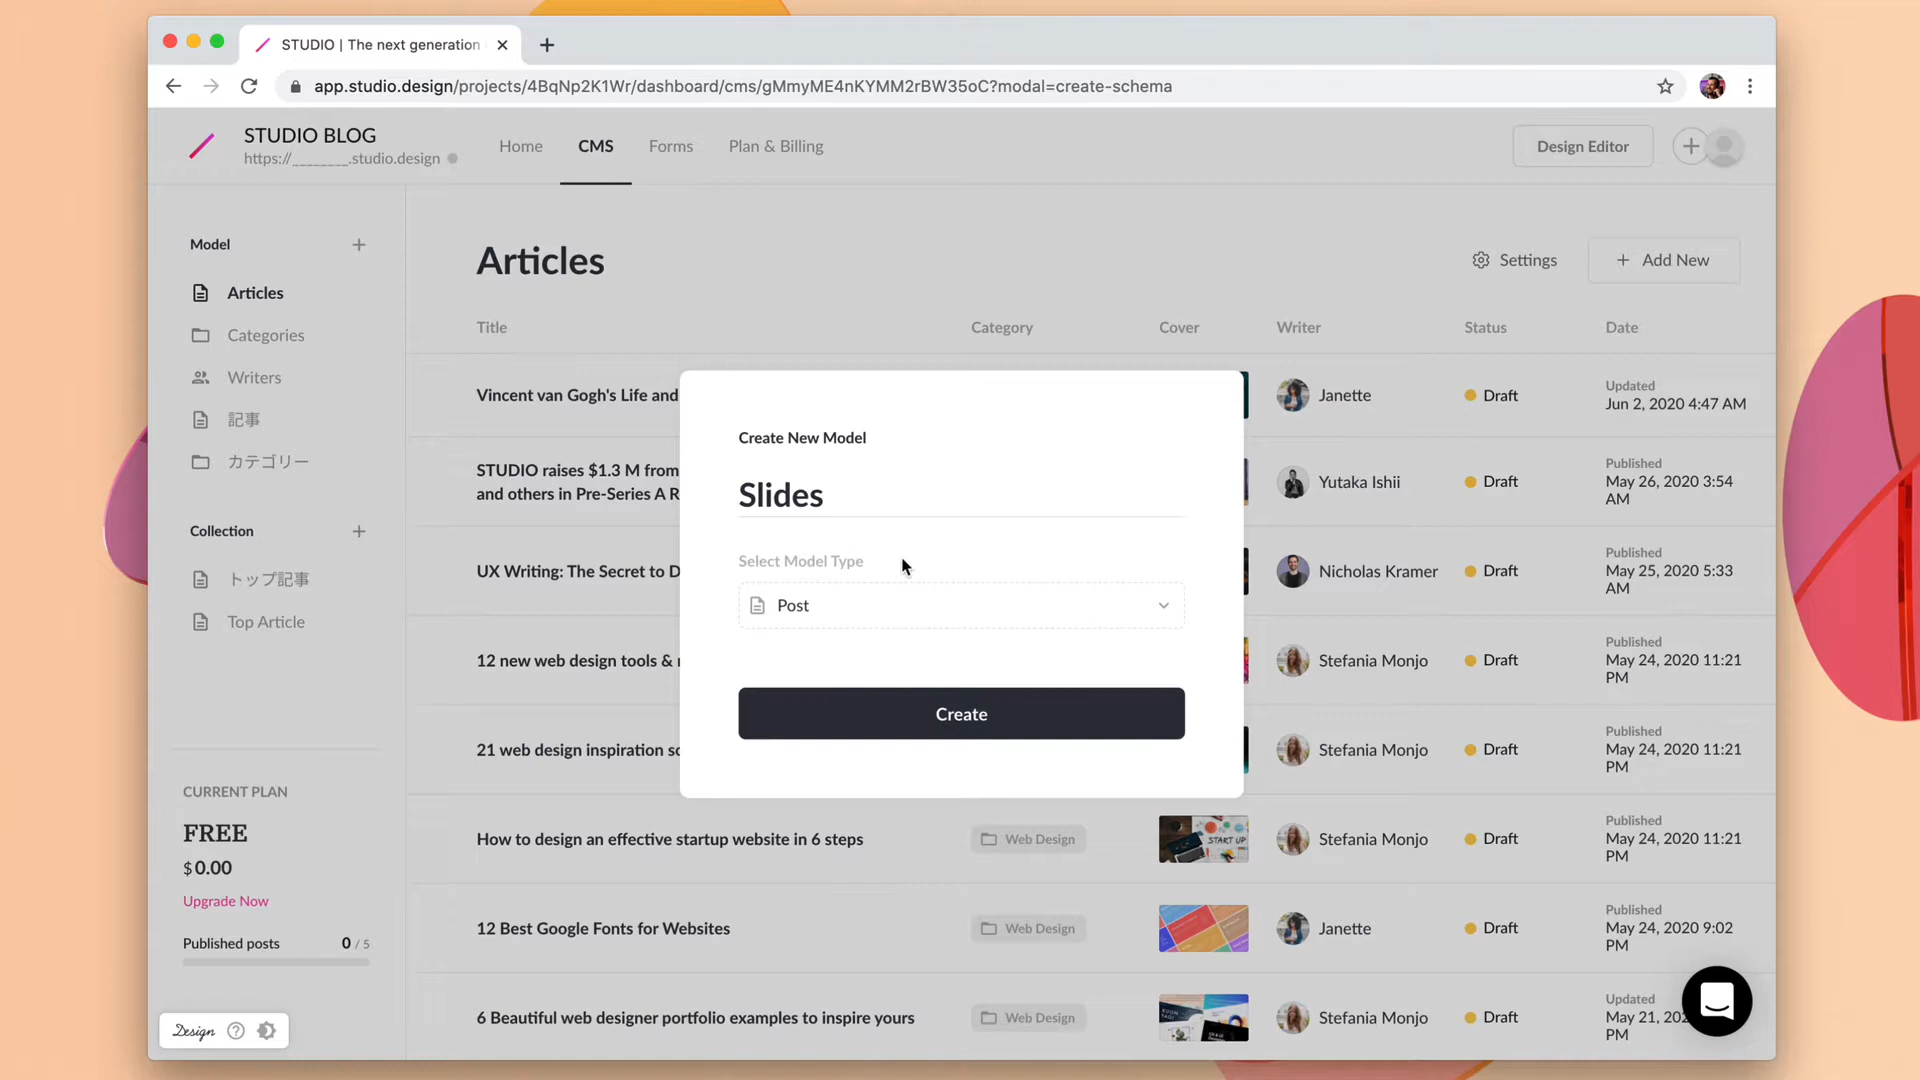 STUDIO | The next generation
app.studio.design/projects/4BqNp2K1Wr/dashboard/cms/gMmyME4nKYMM2rBW35oC?modal=create-schema
STUDIO BLOG
https://________.studio.design
Home
CMS
Forms
Plan & Billing
Design Editor
Model
Articles
Categories
Writers
記事
カテゴリー
Collection
トップ記事
Top Article
CURRENT PLAN
FREE
$ 0.00
Upgrade Now
Published posts
0 / 5
Design
Articles
Settings
Add New
Title
Category
Cover
Writer
Status
Date
Vincent van Gogh's Life and
Janette
Draft
Updated
Jun 2, 2020 4:47 AM
STUDIO raises $1.3 M from
and others in Pre-Series A R
Yutaka Ishii
Draft
Published
May 26, 2020 3:54
AM
UX Writing: The Secret to D
Nicholas Kramer
Draft
Published
May 25, 2020 5:33
AM
12 new web design tools &
Stefania Monjo
Draft
Published
May 24, 2020 11:21
PM
21 web design inspiration
Stefania Monjo
Draft
Published
May 24, 2020 11:21
PM
How to design an effective startup website in 6 steps
Web Design
START UP
Stefania Monjo
Draft
Published
May 24, 2020 11:21
PM
12 Best Google Fonts for Websites
Web Design
Janette
Draft
Published
May 24, 2020 9:02
PM
6 Beautiful web designer portfolio examples to inspire yours
Web Design
Stefania Monjo
Draft
Updated
May 21,
PM
Create New Model
Slides
Select Model Type
Post
Create